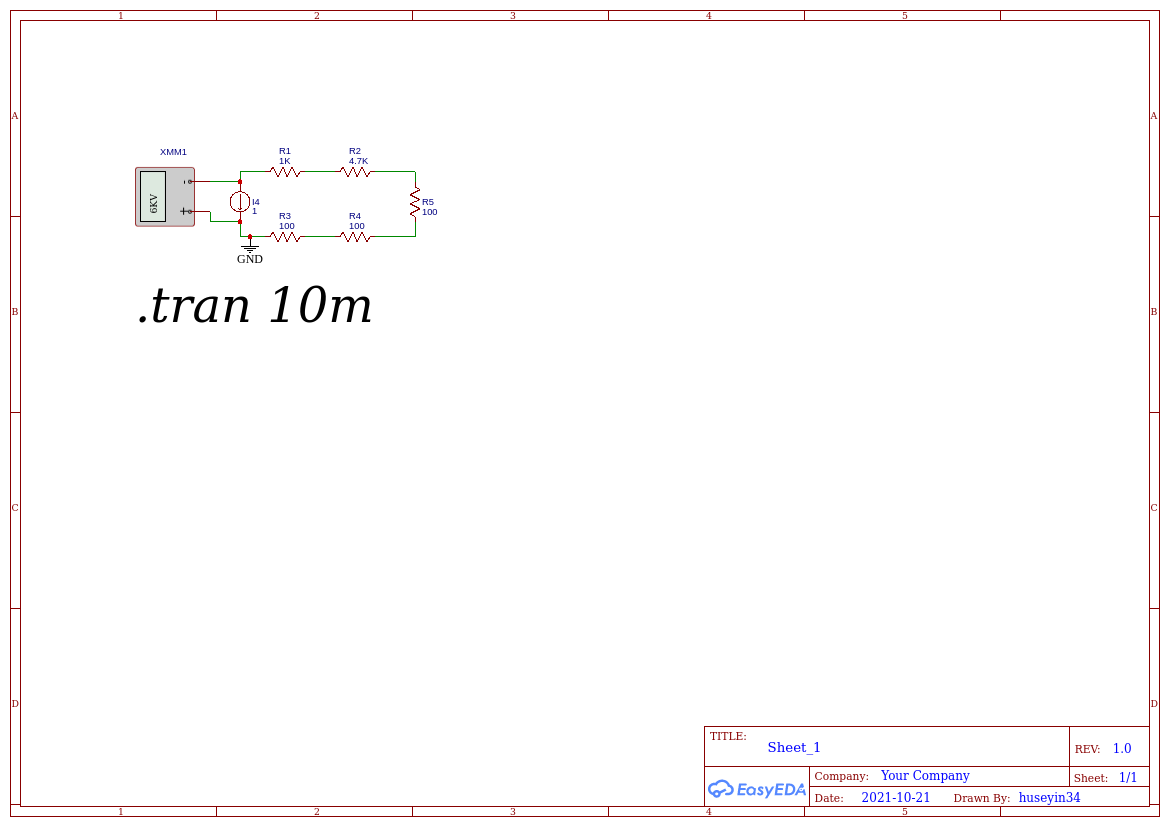 1 2 3 4 5
A A
XMM1
R1
1K
R2
4.7K
-
+
6KV
I4
1
R5
100
R3
100
R4
100
B B
GND
.tran 10m
C C
D D
TITLE:
Sheet_1
REV: 1.0
EasyEDA
Company: Your Company
Sheet: 1/1
Date: 2021-10-21 Drawn By: huseyin34
1 2 3 4 5